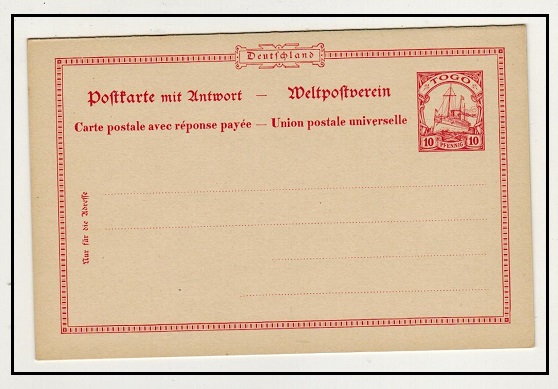 Deutschland
Postkarte mit Antwort — Weltpostverein
Carte postale avec réponse payée — Union postale universelle
TOGO
10 PFENNIG 10
Nur für die Adresse